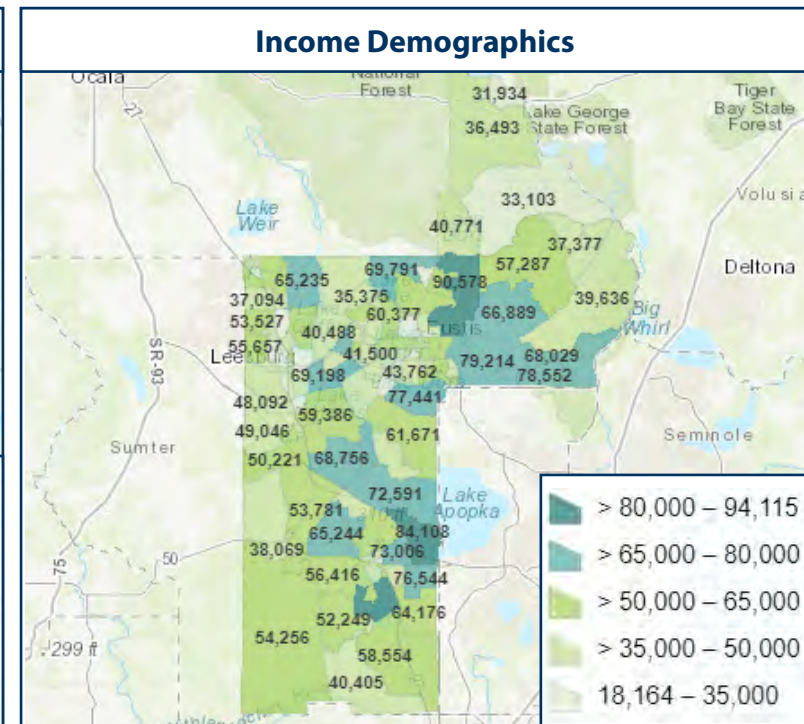 Income Demographics
Ocala
National
Forest
31,934
Lake George
State Forest
36,493
Tiger
Bay State
Forest
27
33,103
Volusia
Lake
Weir
40,771
37,377
Deltona
57,287
65,235
69,791
90,578
37,094
35,375
39,636
Big
Whirl
53,527
60,377
66,889
40,488
Eustis
55,657
41,500
79,214
68,029
SR-93
69,198
43,762
78,552
77,441
48,092
59,386
49,046
61,671
Seminole
Sumter
50,221
68,756
72,591
Lake
Apopka
53,781
65,244
84,108
38,069
73,006
50
75
56,416
76,544
52,249
64,176
54,256
299 ft
58,554
40,405
> 80,000 – 94,115
> 65,000 – 80,000
> 50,000 – 65,000
> 35,000 – 50,000
18,164 – 35,000